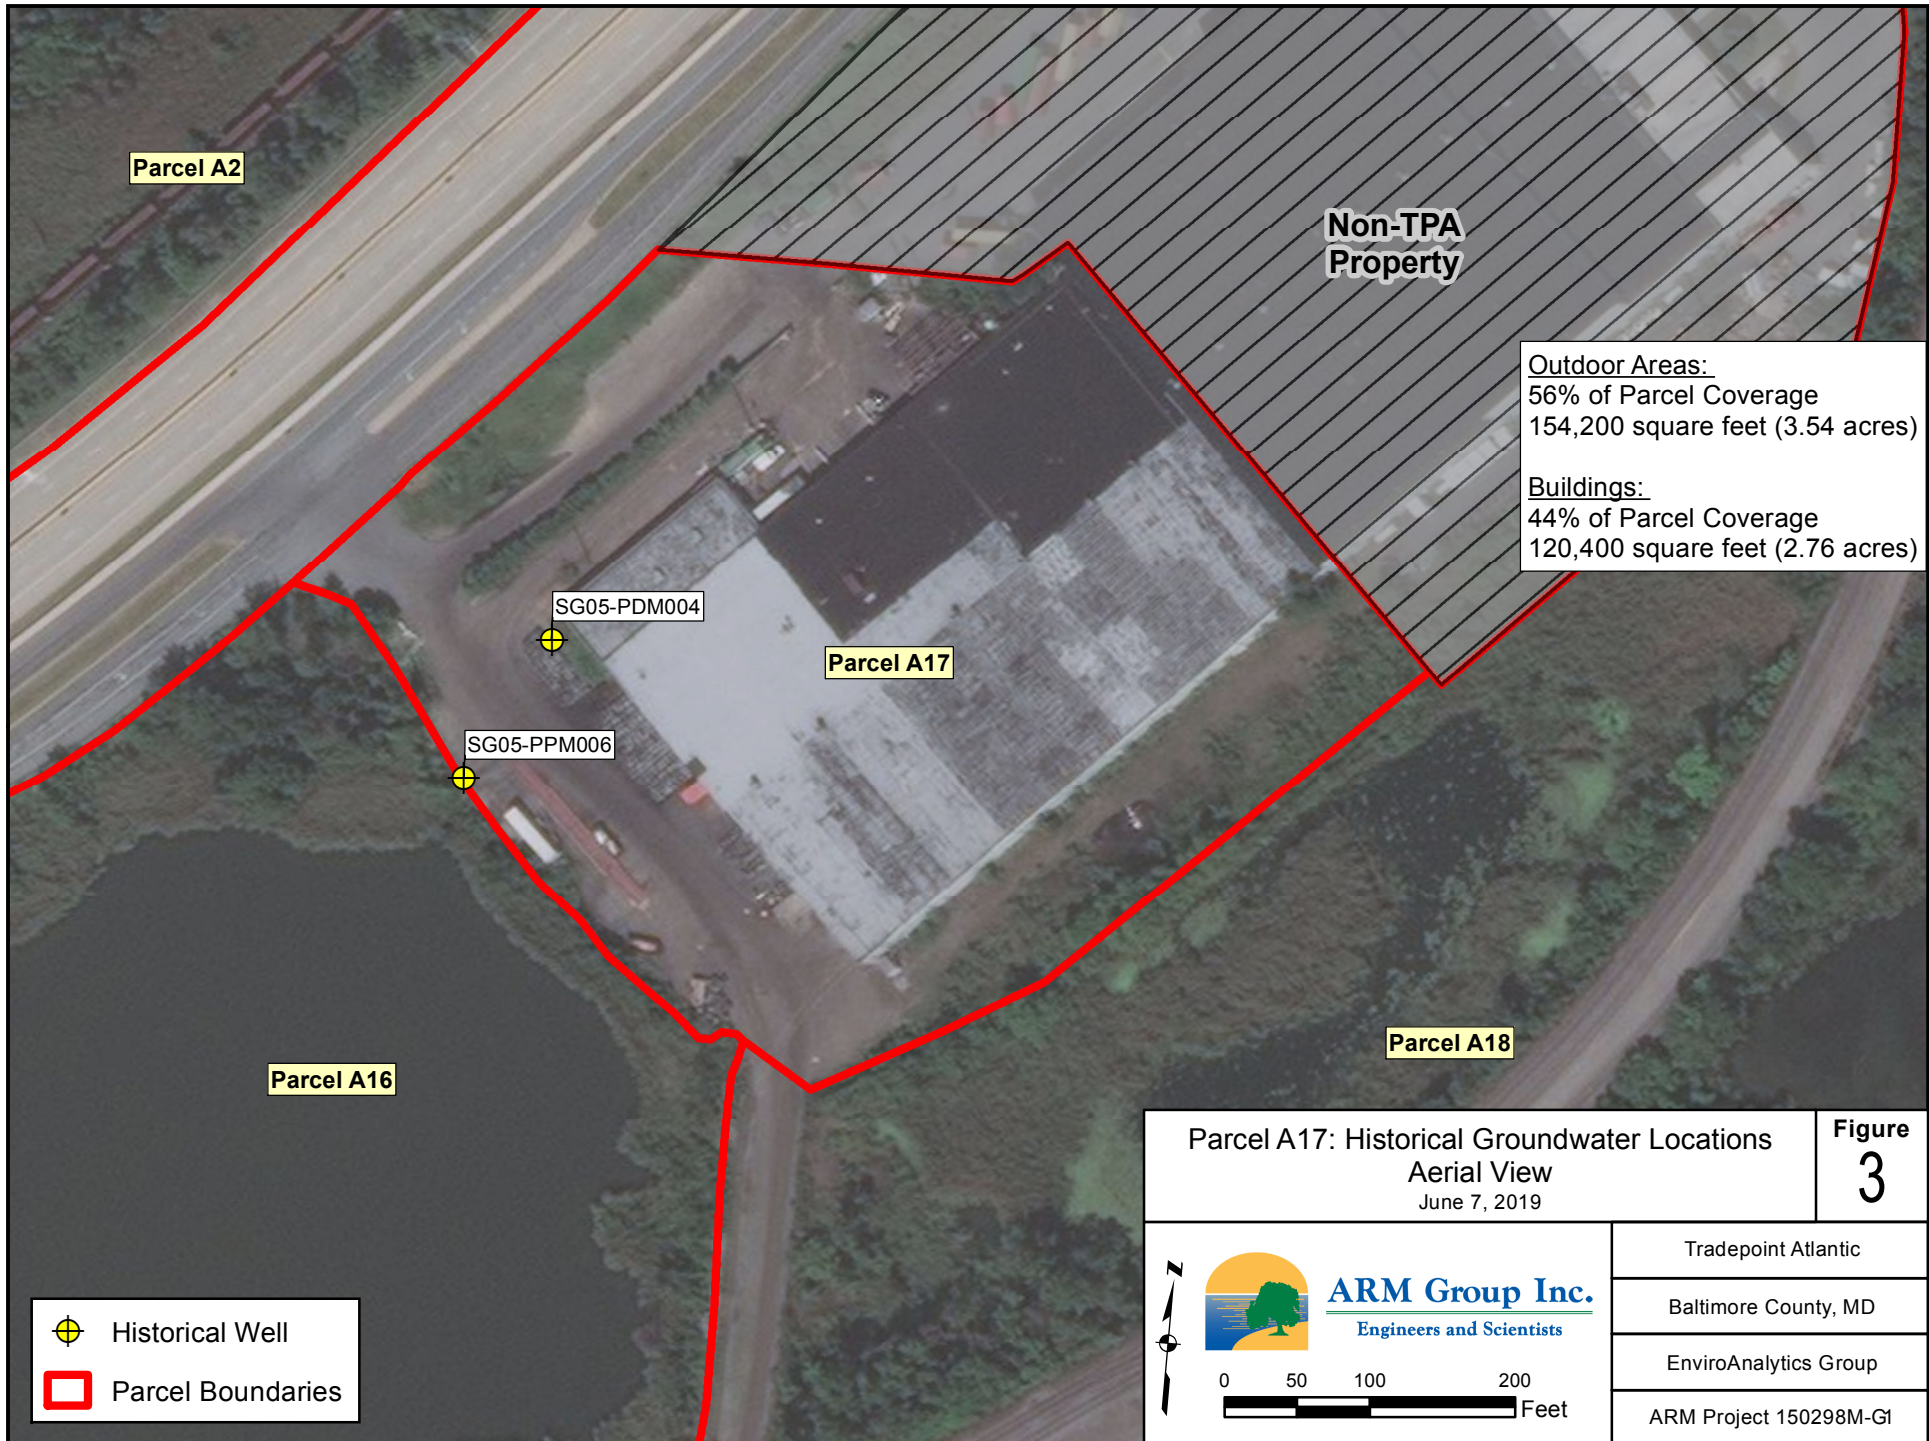 Parcel A2
Non-TPA
Property
Outdoor Areas:
56% of Parcel Coverage
154,200 square feet (3.54 acres)
Buildings:
44% of Parcel Coverage
120,400 square feet (2.76 acres)
SG05-PDM004
Parcel A17
SG05-PPM006
Parcel A18
Parcel A16
Parcel A17: Historical Groundwater Locations
Aerial View
June 7, 2019
Figure
3
Z
ARM Group Inc.
Engineers and Scientists
0 50 100 200
Feet
Tradepoint Atlantic
Baltimore County, MD
EnviroAnalytics Group
ARM Project 150298M-G1
Historical Well
Parcel Boundaries